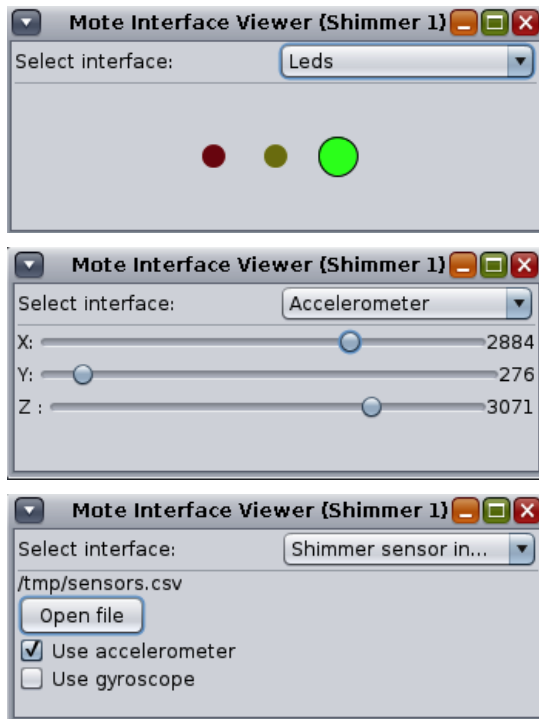 Mote Interface Viewer (Shimmer 1)
Select interface: Leds
Mote Interface Viewer (Shimmer 1)
Select interface: Accelerometer
X: 2884
Y: 276
Z : 3071
Mote Interface Viewer (Shimmer 1)
Select interface: Shimmer sensor in...
/tmp/sensors.csv
Open file
Use accelerometer
Use gyroscope